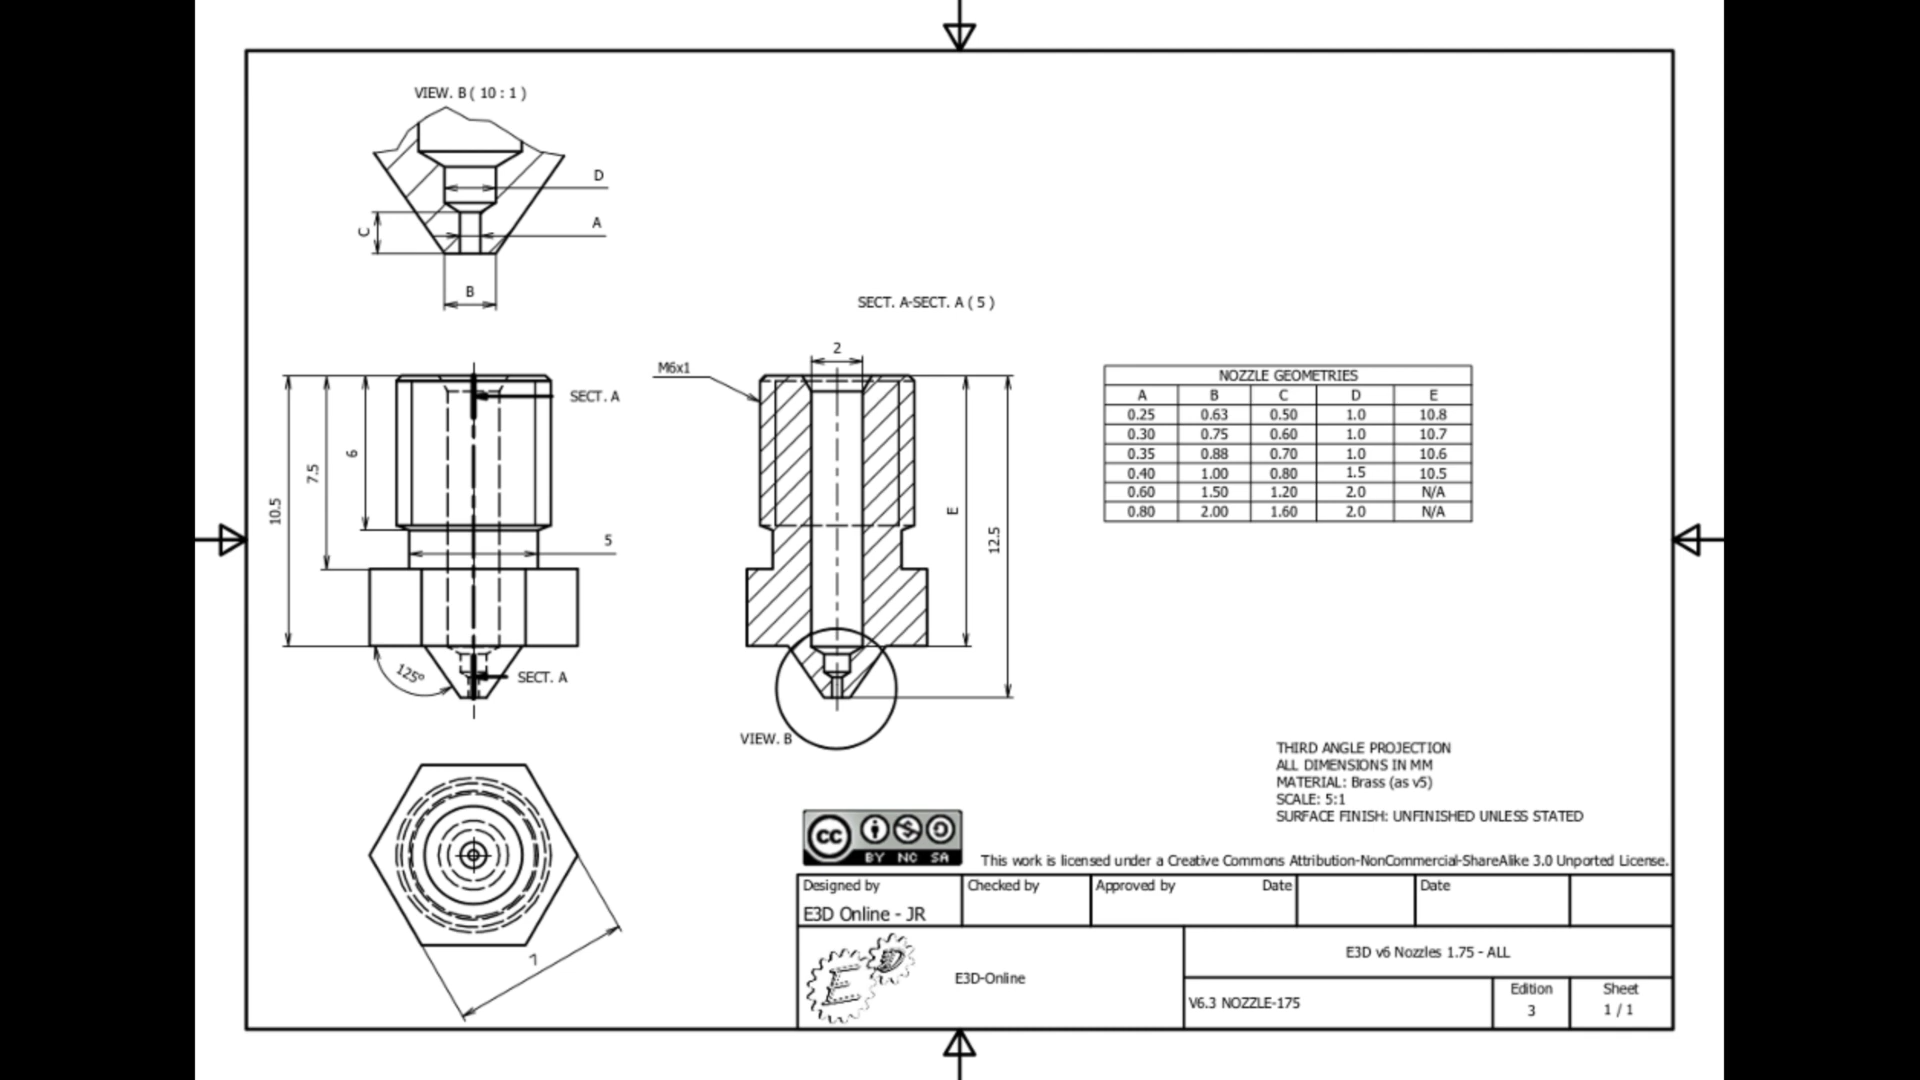 VIEW. B ( 10 : 1 )
D
A
C
B
SECT. A-SECT. A ( 5 )
2
M6x1
SECT. A
6
7.5
10.5
5
E
12.5
125°
SECT. A
VIEW. B
7
NOZZLE GEOMETRIES
A B C D E
0.25 0.63 0.50 1.0 10.8
0.30 0.75 0.60 1.0 10.7
0.35 0.88 0.70 1.0 10.6
0.40 1.00 0.80 1.5 10.5
0.60 1.50 1.20 2.0 N/A
0.80 2.00 1.60 2.0 N/A
THIRD ANGLE PROJECTION
ALL DIMENSIONS IN MM
MATERIAL: Brass (as v5)
SCALE: 5:1
SURFACE FINISH: UNFINISHED UNLESS STATED
cc
BY NC SA
This work is licensed under a Creative Commons Attribution-NonCommercial-ShareAlike 3.0 Unported License.
Designed by Checked by Approved by Date Date
E3D Online - JR
E3D
E3D-Online
E3D v6 Nozzles 1.75 - ALL
V6.3 NOZZLE-175
Edition
3
Sheet
1 / 1